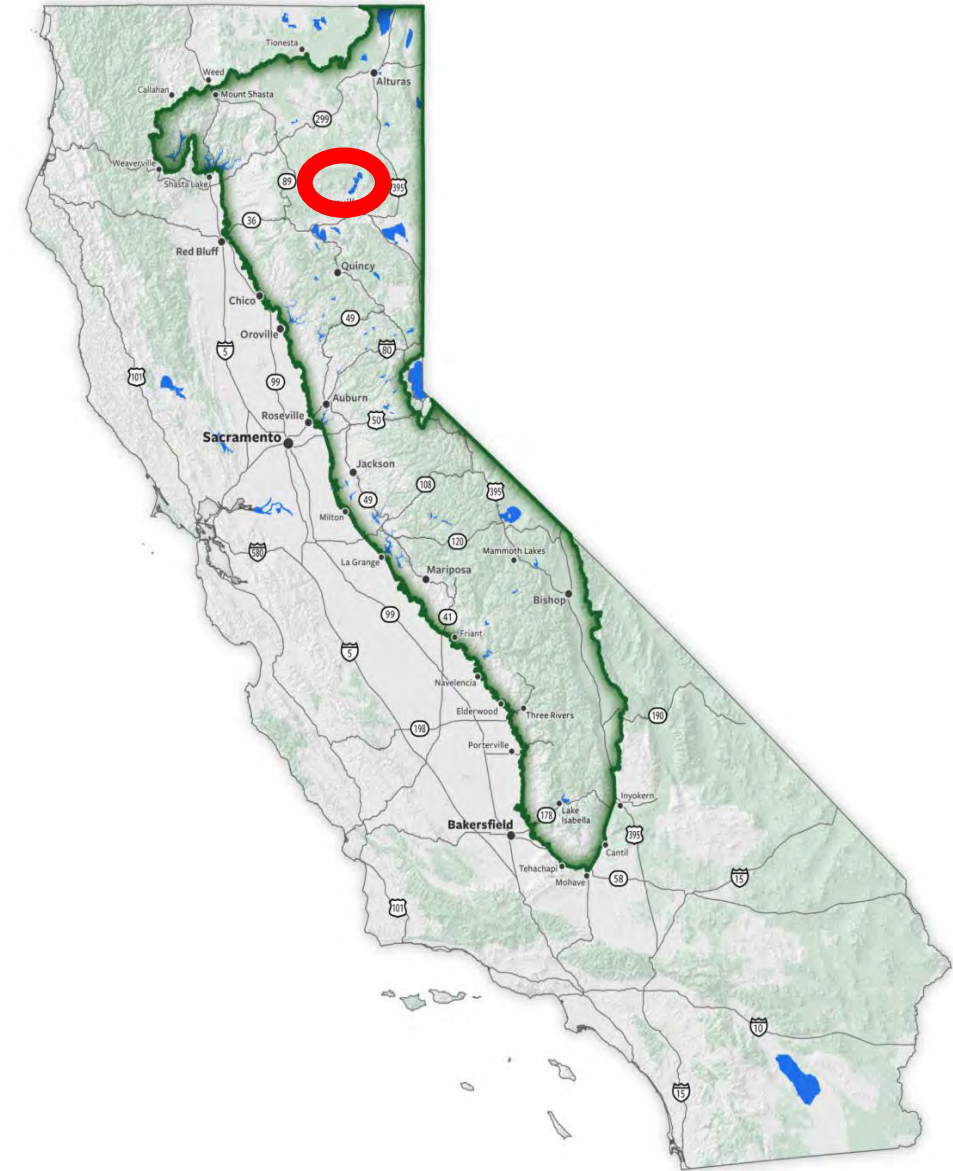 Tionesta
Weed
Alturas
Callahan
Mount Shasta
299
Weaverville
Shasta Lake
89
395
36
Red Bluff
Quincy
Chico
49
Oroville
5
80
101
99
Auburn
Roseville
50
Sacramento
Jackson
108
395
49
Milton
120
580
Mammoth Lakes
La Grange
Mariposa
Bishop
99
41
Friant
5
Navelencia
Elderwood
Three Rivers
190
198
Porterville
Inyokern
Lake
Isabella
178
Bakersfield
395
Cantil
Tehachapi
58
15
Mohave
101
10
15